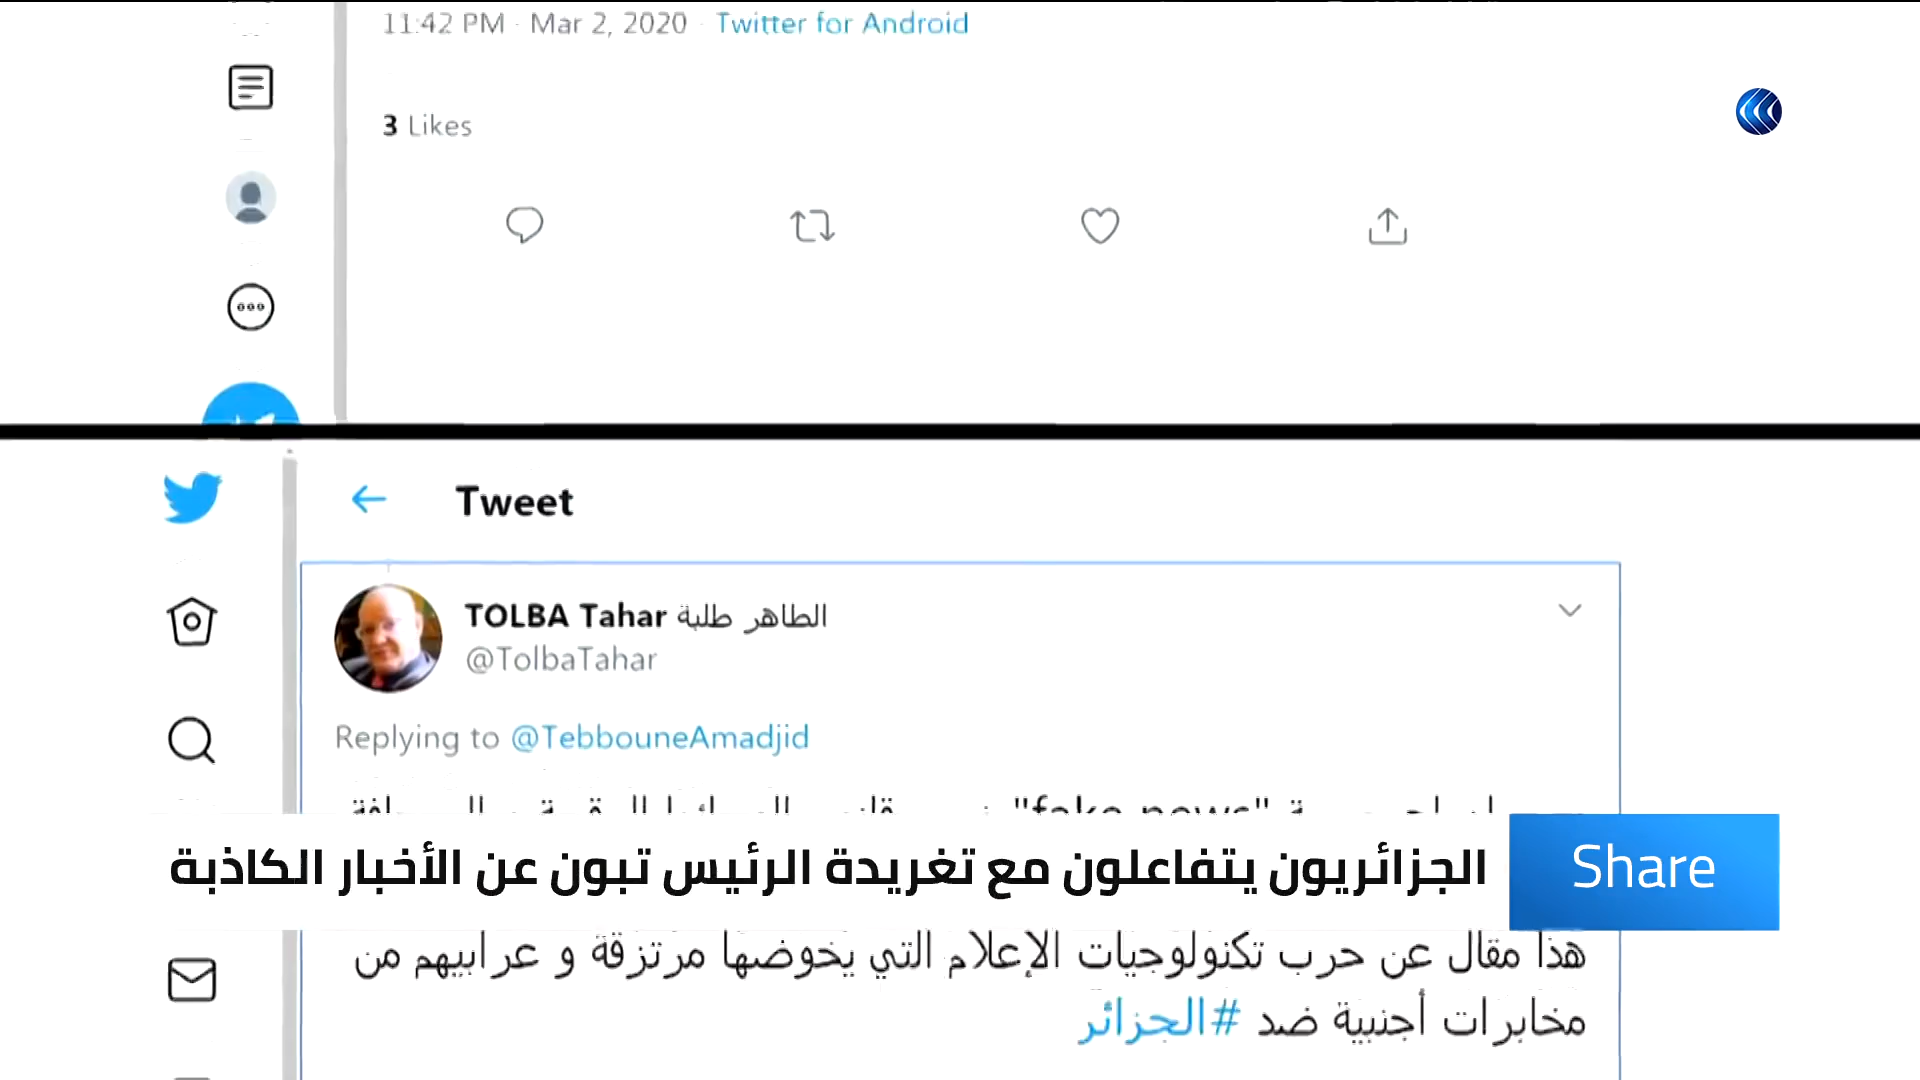 11:42 PM · Mar 2, 2020 · Twitter for Android
3 Likes
Tweet
TOLBA Tahar الطاهر طلبة
@TolbaTahar
Replying to @TebbouneAmadjid
"fake news"
الجزائريون يتفاعلون مع تغريدة الرئيس تبون عن الأخبار الكاذبة
Share
هذا مقال عن حرب تكنولوجيات الإعلام التي يخوضها مرتزقة و عرابيهم من
مخابرات أجنبية ضد #الجزائر